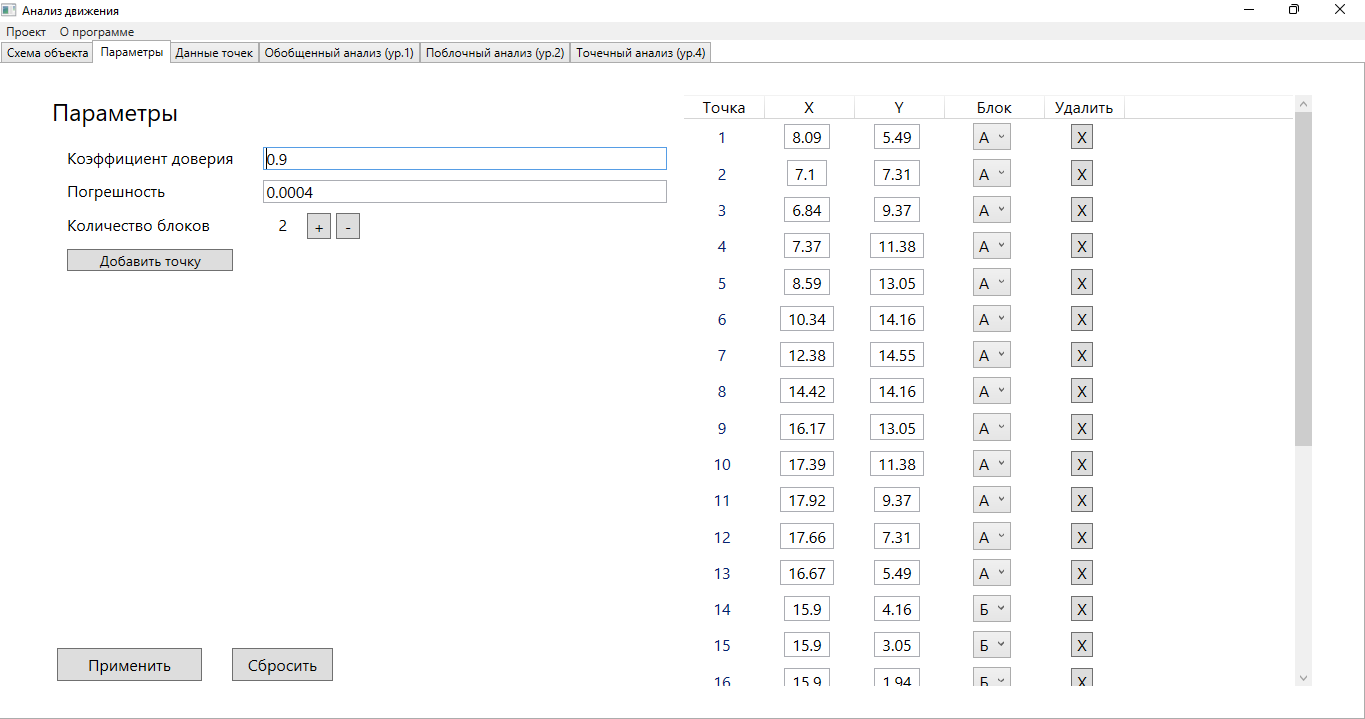 Анализ движения
Проект О программе
Схема объекта Параметры Данные точек Обобщенный анализ (ур.1) Поблочный анализ (ур.2) Точечный анализ (ур.4)
Параметры
Коэффициент доверия 0.9
Погрешность 0.0004
Количество блоков 2 + -
Добавить точку
Применить Сбросить
Точка X Y Блок Удалить
1 8.09 5.49 А X
2 7.1 7.31 А X
3 6.84 9.37 А X
4 7.37 11.38 А X
5 8.59 13.05 А X
6 10.34 14.16 А X
7 12.38 14.55 А X
8 14.42 14.16 А X
9 16.17 13.05 А X
10 17.39 11.38 А X
11 17.92 9.37 А X
12 17.66 7.31 А X
13 16.67 5.49 А X
14 15.9 4.16 Б X
15 15.9 3.05 Б X
16 15.9 1.94 Б X